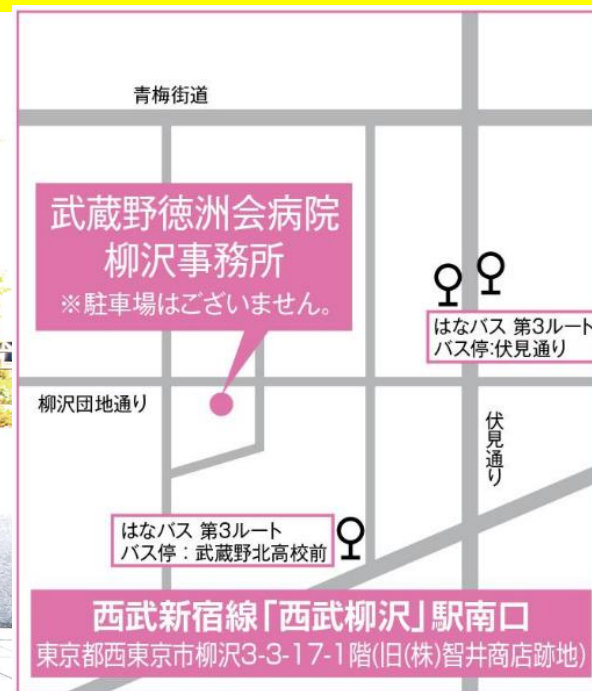 青梅街道
武蔵野徳洲会病院
柳沢事務所
※駐車場はございません。
はなバス 第3ルート
バス停:伏見通り
柳沢団地通り
伏見通り
はなバス 第3ルート
バス停：武蔵野北高校前
西武新宿線「西武柳沢」駅南口
東京都西東京市柳沢3-3-17-1階(旧(株)智井商店跡地)